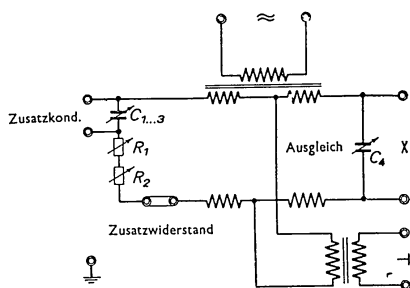 ≈
Zusatzkond.
C1...3
R1
R2
Ausgleich
C4
X
Zusatzwiderstand